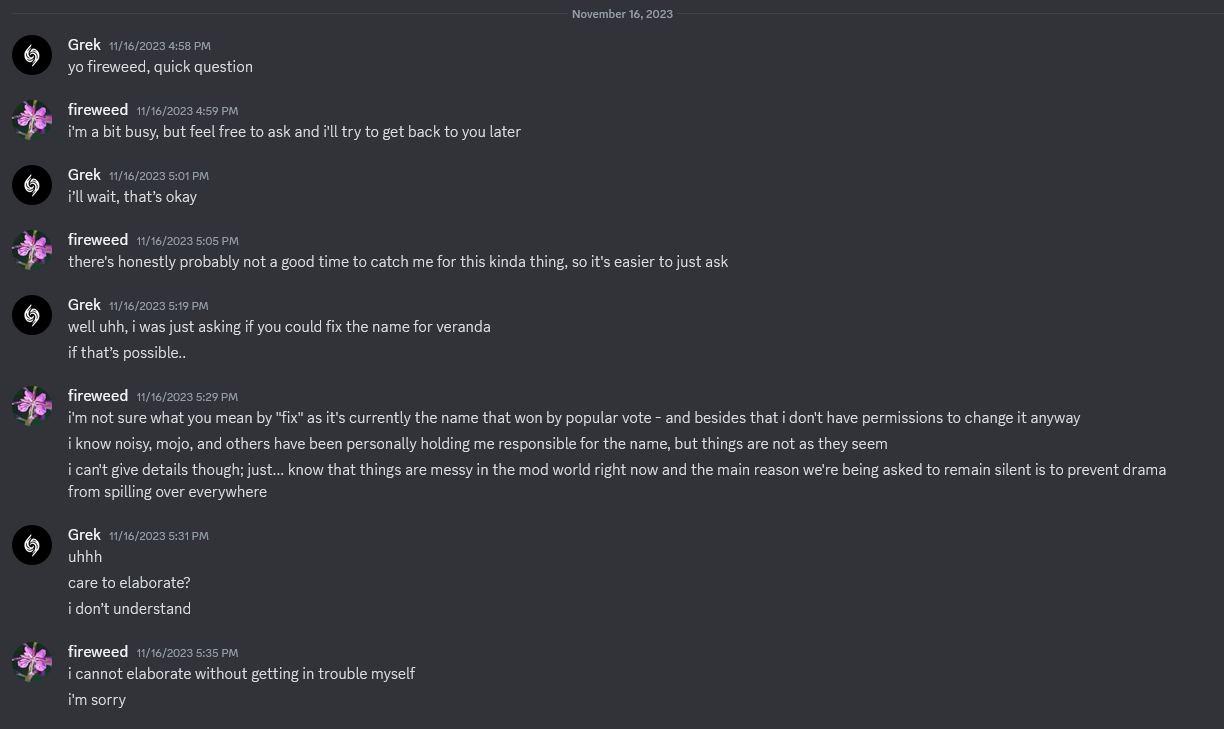 November 16, 2023
Grek 11/16/2023 4:58 PM
yo fireweed, quick question
fireweed 11/16/2023 4:59 PM
i'm a bit busy, but feel free to ask and i'll try to get back to you later
Grek 11/16/2023 5:01 PM
i'll wait, that's okay
fireweed 11/16/2023 5:05 PM
there's honestly probably not a good time to catch me for this kinda thing, so it's easier to just ask
Grek 11/16/2023 5:19 PM
well uhh, i was just asking if you could fix the name for veranda
if that's possible..
fireweed 11/16/2023 5:29 PM
i'm not sure what you mean by "fix" as it's currently the name that won by popular vote - and besides that i don't have permissions to change it anyway
i know noisy, mojo, and others have been personally holding me responsible for the name, but things are not as they seem
i can't give details though; just... know that things are messy in the mod world right now and the main reason we're being asked to remain silent is to prevent drama
from spilling over everywhere
Grek 11/16/2023 5:31 PM
uhhh
care to elaborate?
i don't understand
fireweed 11/16/2023 5:35 PM
i cannot elaborate without getting in trouble myself
i'm sorry